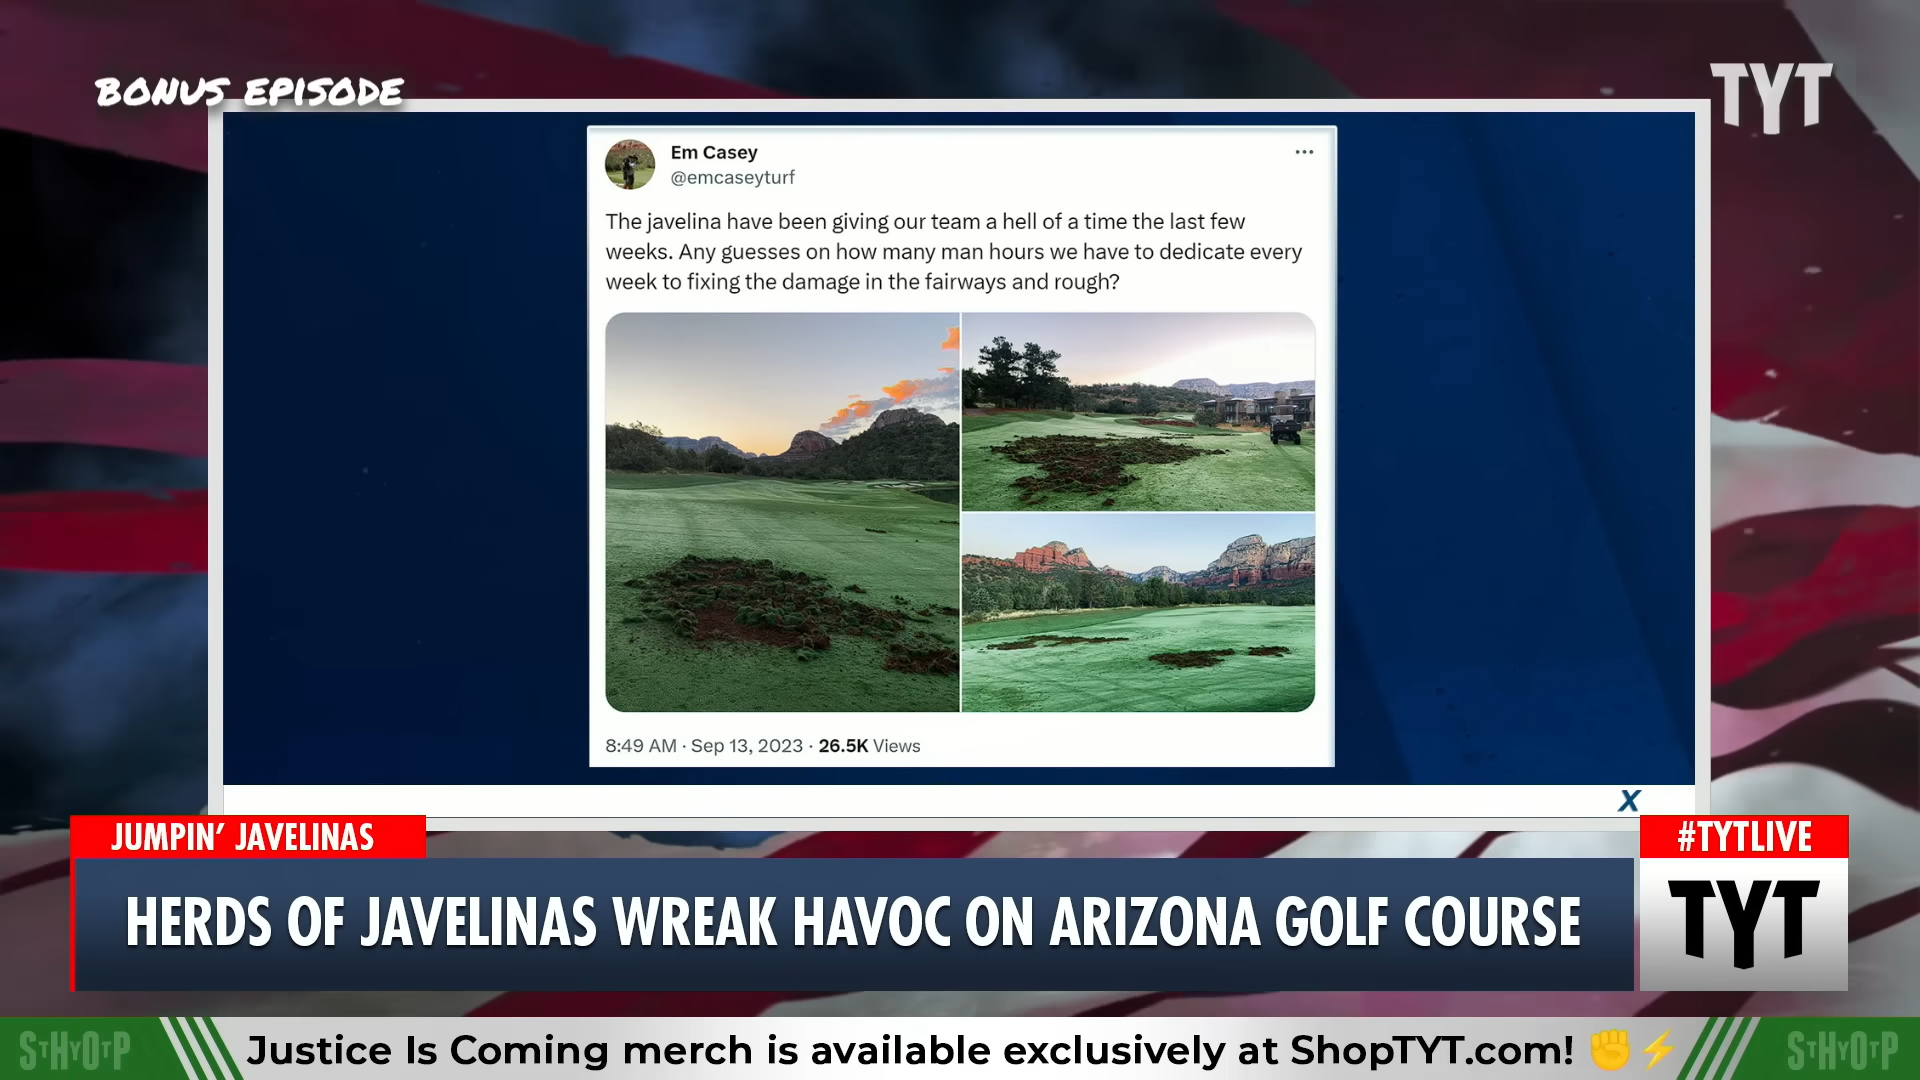 BONUS EPISODE
TYT
Em Casey
@emcaseyturf
The javelina have been giving our team a hell of a time the last few
weeks. Any guesses on how many man hours we have to dedicate every
week to fixing the damage in the fairways and rough?
8:49 AM · Sep 13, 2023 · 26.5K Views
X
JUMPIN’ JAVELINAS
#TYTLIVE
HERDS OF JAVELINAS WREAK HAVOC ON ARIZONA GOLF COURSE
TYT
SHOP
TYT
Justice Is Coming merch is available exclusively at ShopTYT.com! ✊⚡
SHOP
TYT